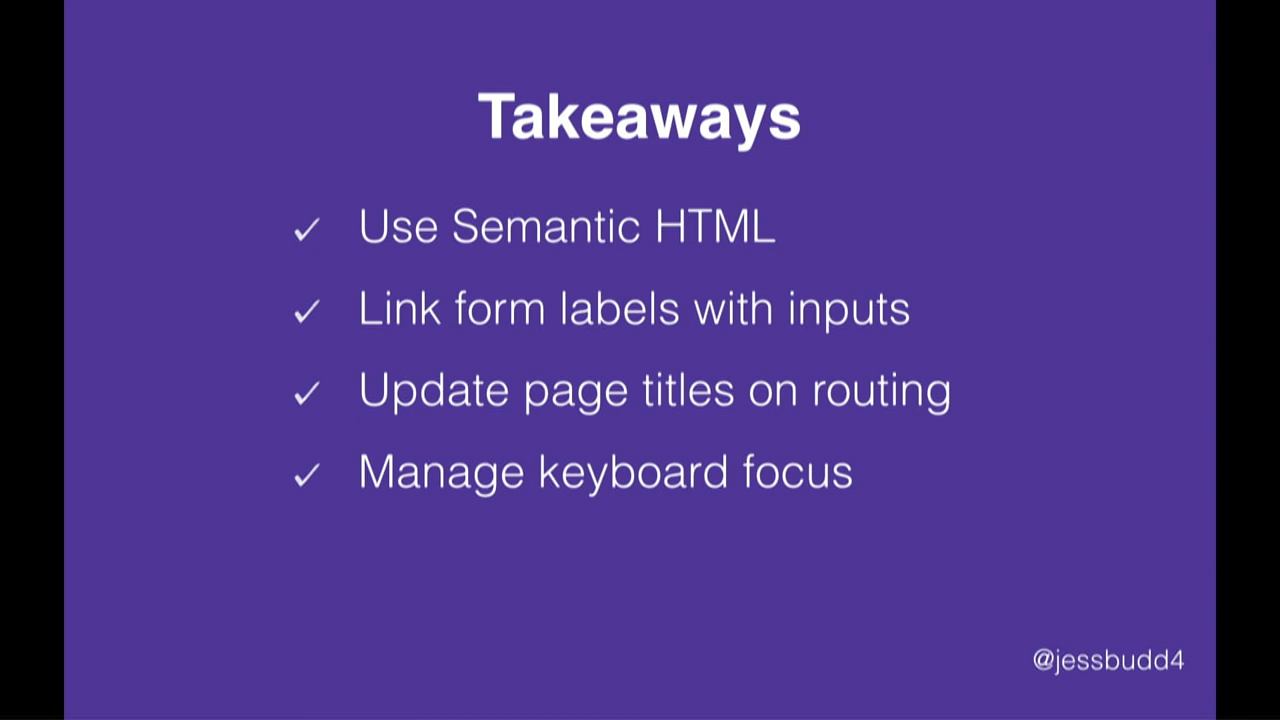 Takeaways
✓ Use Semantic HTML
✓ Link form labels with inputs
✓ Update page titles on routing
✓ Manage keyboard focus
@jessbudd4